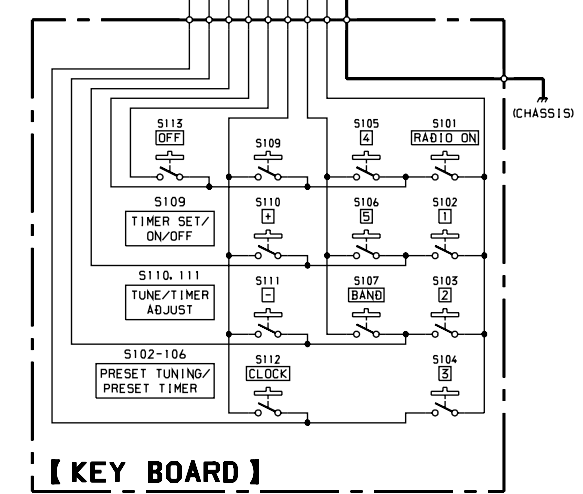 (CHASSIS)
S113
OFF
S109
S105
4
S101
RADIO ON
S109
TIMER SET/
ON/OFF
S110
+
S106
5
S102
1
S110, 111
TUNE/TIMER
ADJUST
S111
-
S107
BAND
S103
2
S102-106
PRESET TUNING/
PRESET TIMER
S112
CLOCK
S104
3
【KEY BOARD】